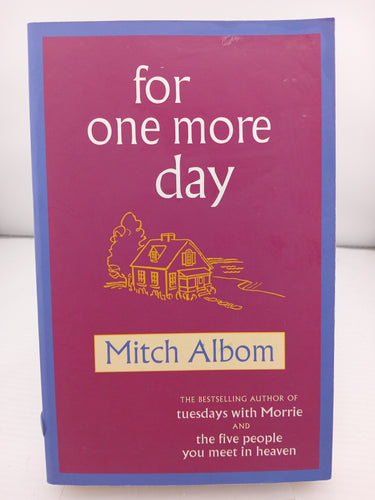 for
one more
day
Mitch Albom
THE BESTSELLING AUTHOR OF
tuesdays with Morrie
AND
the five people
you meet in heaven